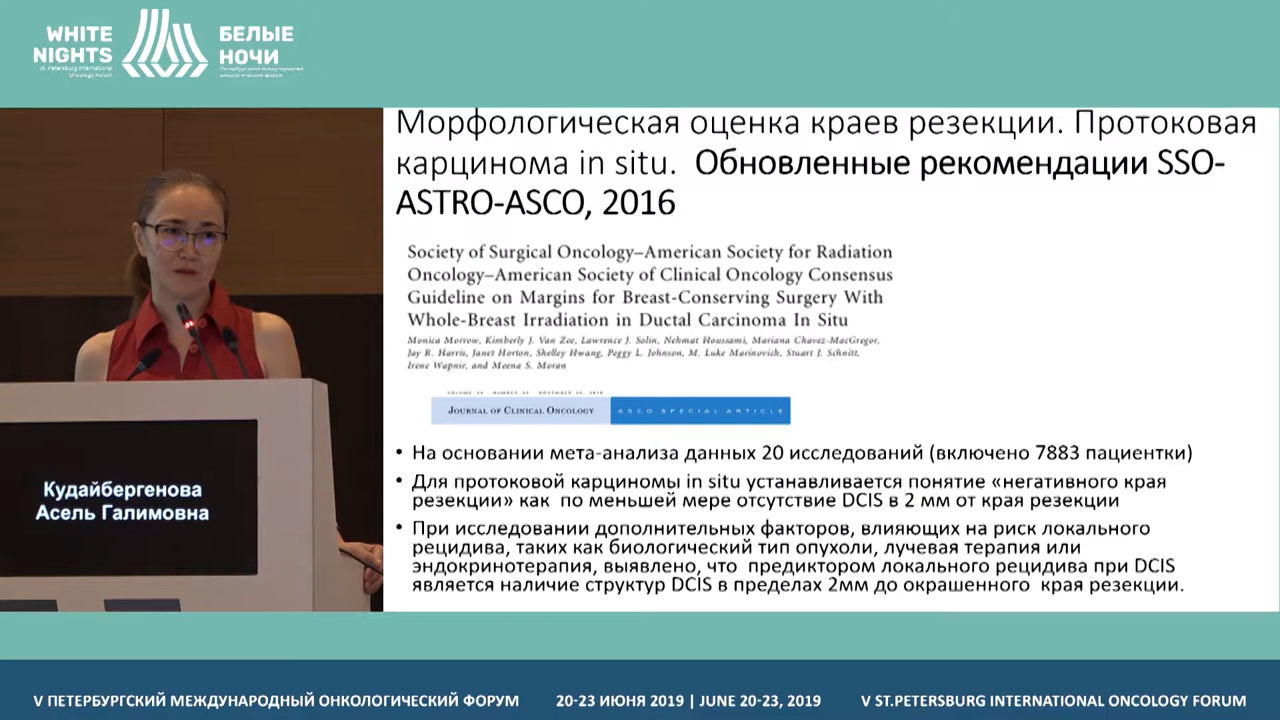 WHITE
NIGHTS
St. Petersburg International
Oncology Forum
БЕЛЫЕ
НОЧИ
Петербургский международный
онкологический форум
Морфологическая оценка краев резекции. Протоковая
карцинома in situ. Обновленные рекомендации SSO-
ASTRO-ASCO, 2016
Society of Surgical Oncology–American Society for Radiation
Oncology–American Society of Clinical Oncology Consensus
Guideline on Margins for Breast-Conserving Surgery With
Whole-Breast Irradiation in Ductal Carcinoma In Situ
Monica Morrow, Kimberly J. Van Zee, Lawrence J. Solin, Nehmat Houssami, Mariana Chavez-MacGregor,
Jay R. Harris, Janet Horton, Shelley Hwang, Peggy L. Johnson, M. Luke Marinovich, Stuart J. Schnitt,
Irene Wapnir, and Meena S. Moran
JOURNAL OF CLINICAL ONCOLOGY ASCO SPECIAL ARTICLE
• На основании мета-анализа данных 20 исследований (включено 7883 пациентки)
• Для протоковой карциномы in situ устанавливается понятие «негативного края
резекции» как по меньшей мере отсутствие DCIS в 2 мм от края резекции
• При исследовании дополнительных факторов, влияющих на риск локального
рецидива, таких как биологический тип опухоли, лучевая терапия или
эндокринотерапия, выявлено, что предиктором локального рецидива при DCIS
является наличие структур DCIS в пределах 2мм до окрашенного края резекции.
Кудайбергенова
Асель Галимовна
V ПЕТЕРБУРГСКИЙ МЕЖДУНАРОДНЫЙ ОНКОЛОГИЧЕСКИЙ ФОРУМ 20-23 ИЮНЯ 2019 | JUNE 20-23, 2019 V ST.PETERSBURG INTERNATIONAL ONCOLOGY FORUM